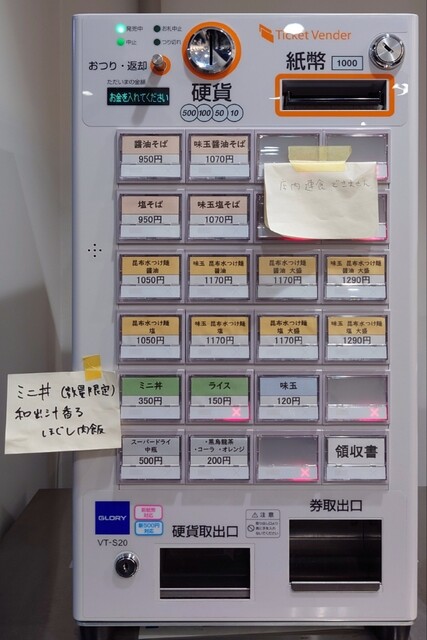 発売中
お札中止
中止
つり切れ
Ticket Vender
おつり・返却
ただいまの金額
お金を入れてください
硬貨
500 100 50 10
紙幣
1000
醤油そば
950円
味玉醤油そば
1070円
塩そば
950円
味玉塩そば
1070円
昆布水つけ麺
醤油
1050円
味玉 昆布水つけ麺
醤油
1170円
昆布水つけ麺
醤油 大盛
1170円
味玉 昆布水つけ麺
醤油 大盛
1290円
昆布水つけ麺
塩
1050円
味玉 昆布水つけ麺
塩
1170円
昆布水つけ麺
塩 大盛
1170円
味玉 昆布水つけ麺
塩 大盛
1290円
ミニ丼 (数量限定)
和出汁香る
ほぐし肉飯
ミニ丼
350円
ライス
150円
味玉
120円
スーパードライ
中瓶
500円
・黒烏龍茶
・コーラ ・オレンジ
200円
領収書
GLORY
VT-S20
新500円
対応
硬貨取出口
注意
券取出口